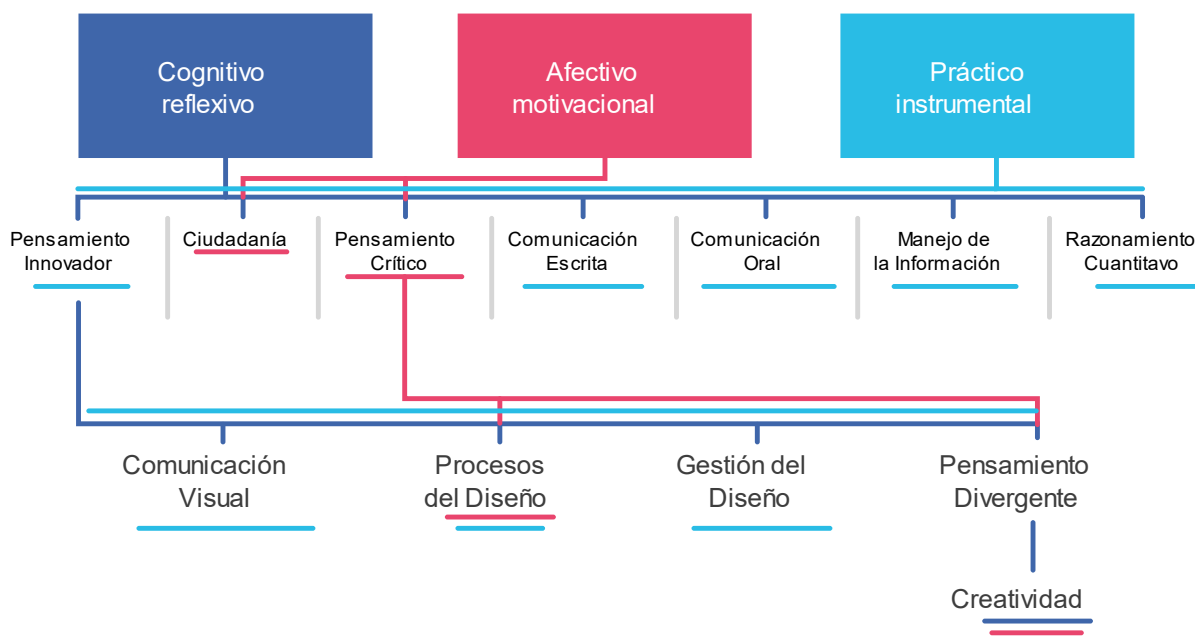 Cognitivo
reflexivo
Afectivo
motivacional
Práctico
instrumental
Pensamiento
Innovador
Ciudadanía
Pensamiento
Crítico
Comunicación
Escrita
Comunicación
Oral
Manejo de
la Información
Razonamiento
Cuantitavo
Comunicación
Visual
Procesos
del Diseño
Gestión del
Diseño
Pensamiento
Divergente
Creatividad